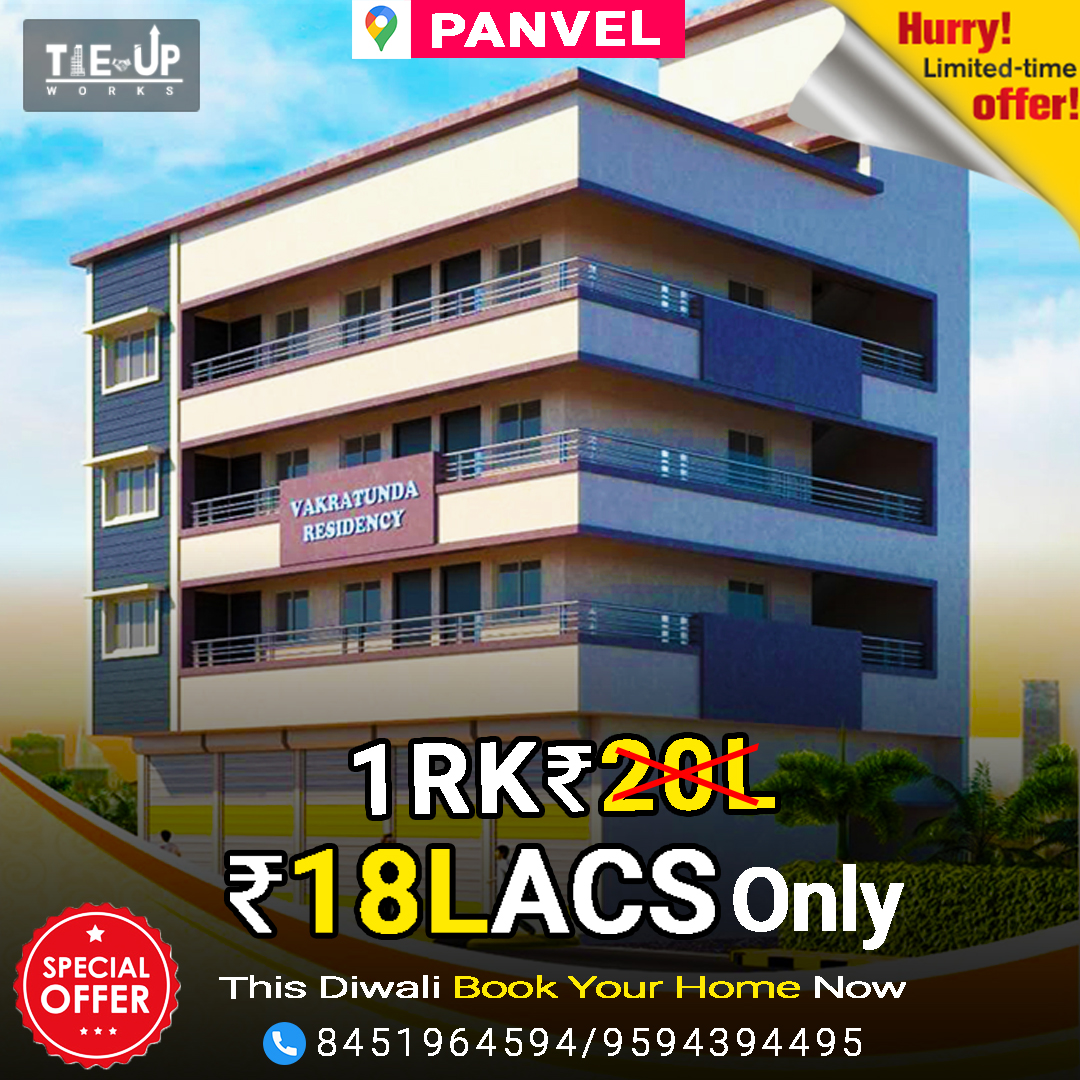 TIE-UP
WORKS
PANVEL
Hurry!
Limited-time
offer!
VAKRATUNDA
RESIDENCY
1RK₹20L
₹18LACS Only
SPECIAL
OFFER
This Diwali Book Your Home Now
8451964594/9594394495